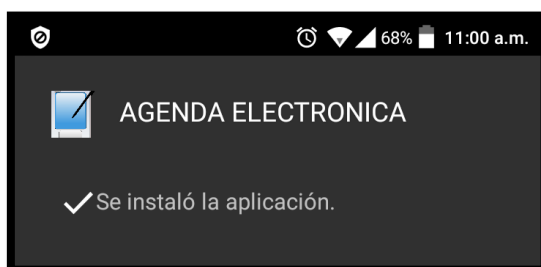 68% 11:00 a.m.
AGENDA ELECTRONICA
Se instaló la aplicación.